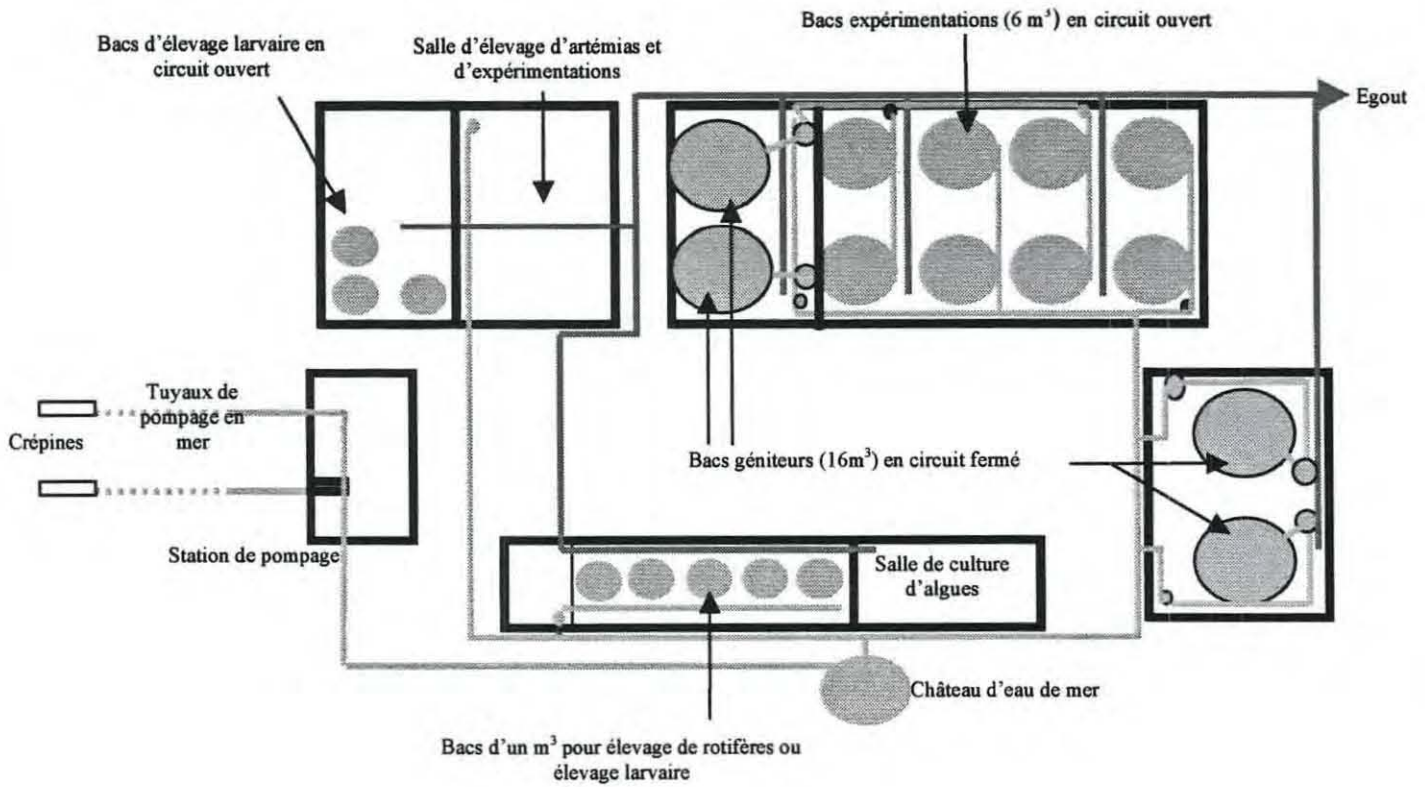 Bacs expérimentations (6 m³) en circuit ouvert
Bacs d'élevage larvaire en
circuit ouvert
Salle d'élevage d'artémias et
d'expérimentations
Egout
Tuyaux de
pompage en
mer
Crépines
Bacs géniteurs (16m³) en circuit fermé
Station de pompage
Salle de culture
d'algues
Château d'eau de mer
Bacs d'un m³ pour élevage de rotifères ou
élevage larvaire